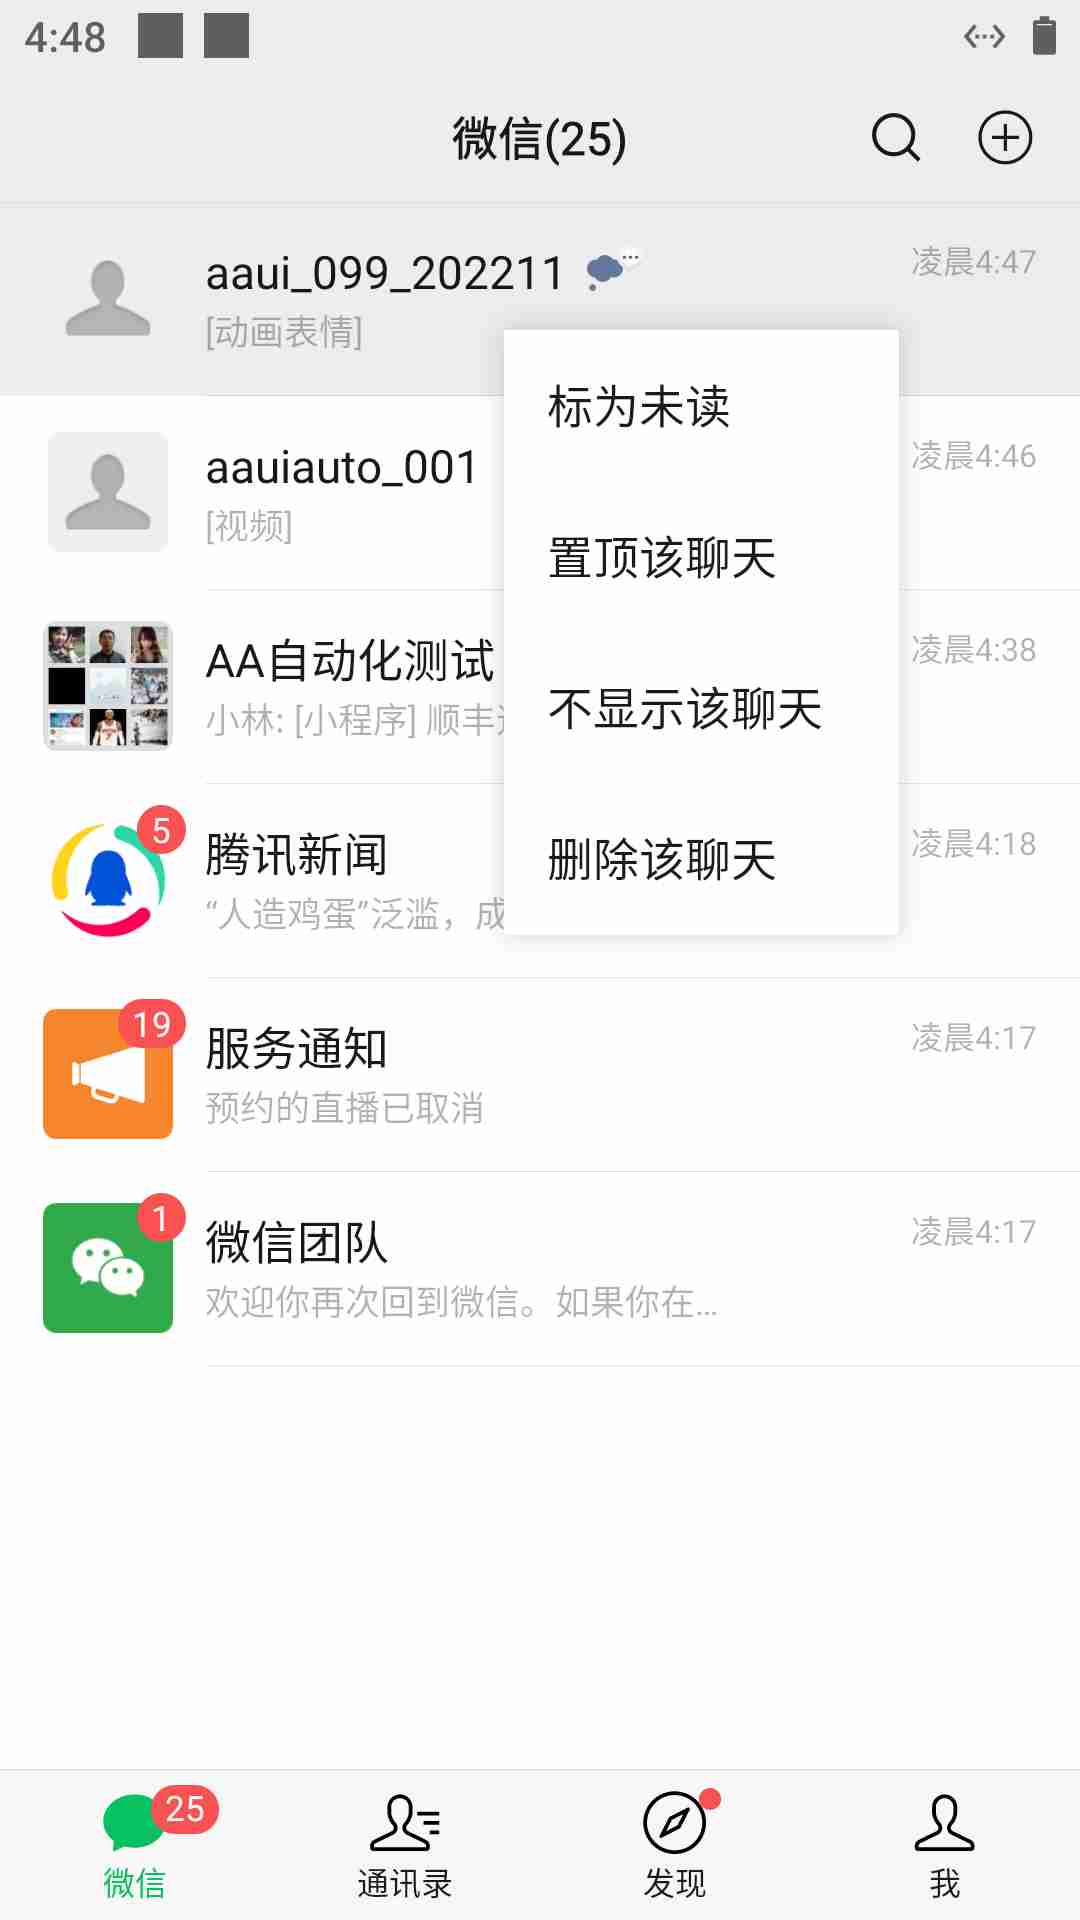 4:48
微信(25)
aaui_099_202211
凌晨4:47
[动画表情]
标为未读
aauiauto_001
凌晨4:46
[视频]
置顶该聊天
AA自动化测试
凌晨4:38
小林: [小程序] 顺丰
不显示该聊天
5
腾讯新闻
凌晨4:18
“人造鸡蛋”泛滥，成
删除该聊天
19
服务通知
凌晨4:17
预约的直播已取消
1
微信团队
凌晨4:17
欢迎你再次回到微信。如果你在...
25
微信
通讯录
发现
我